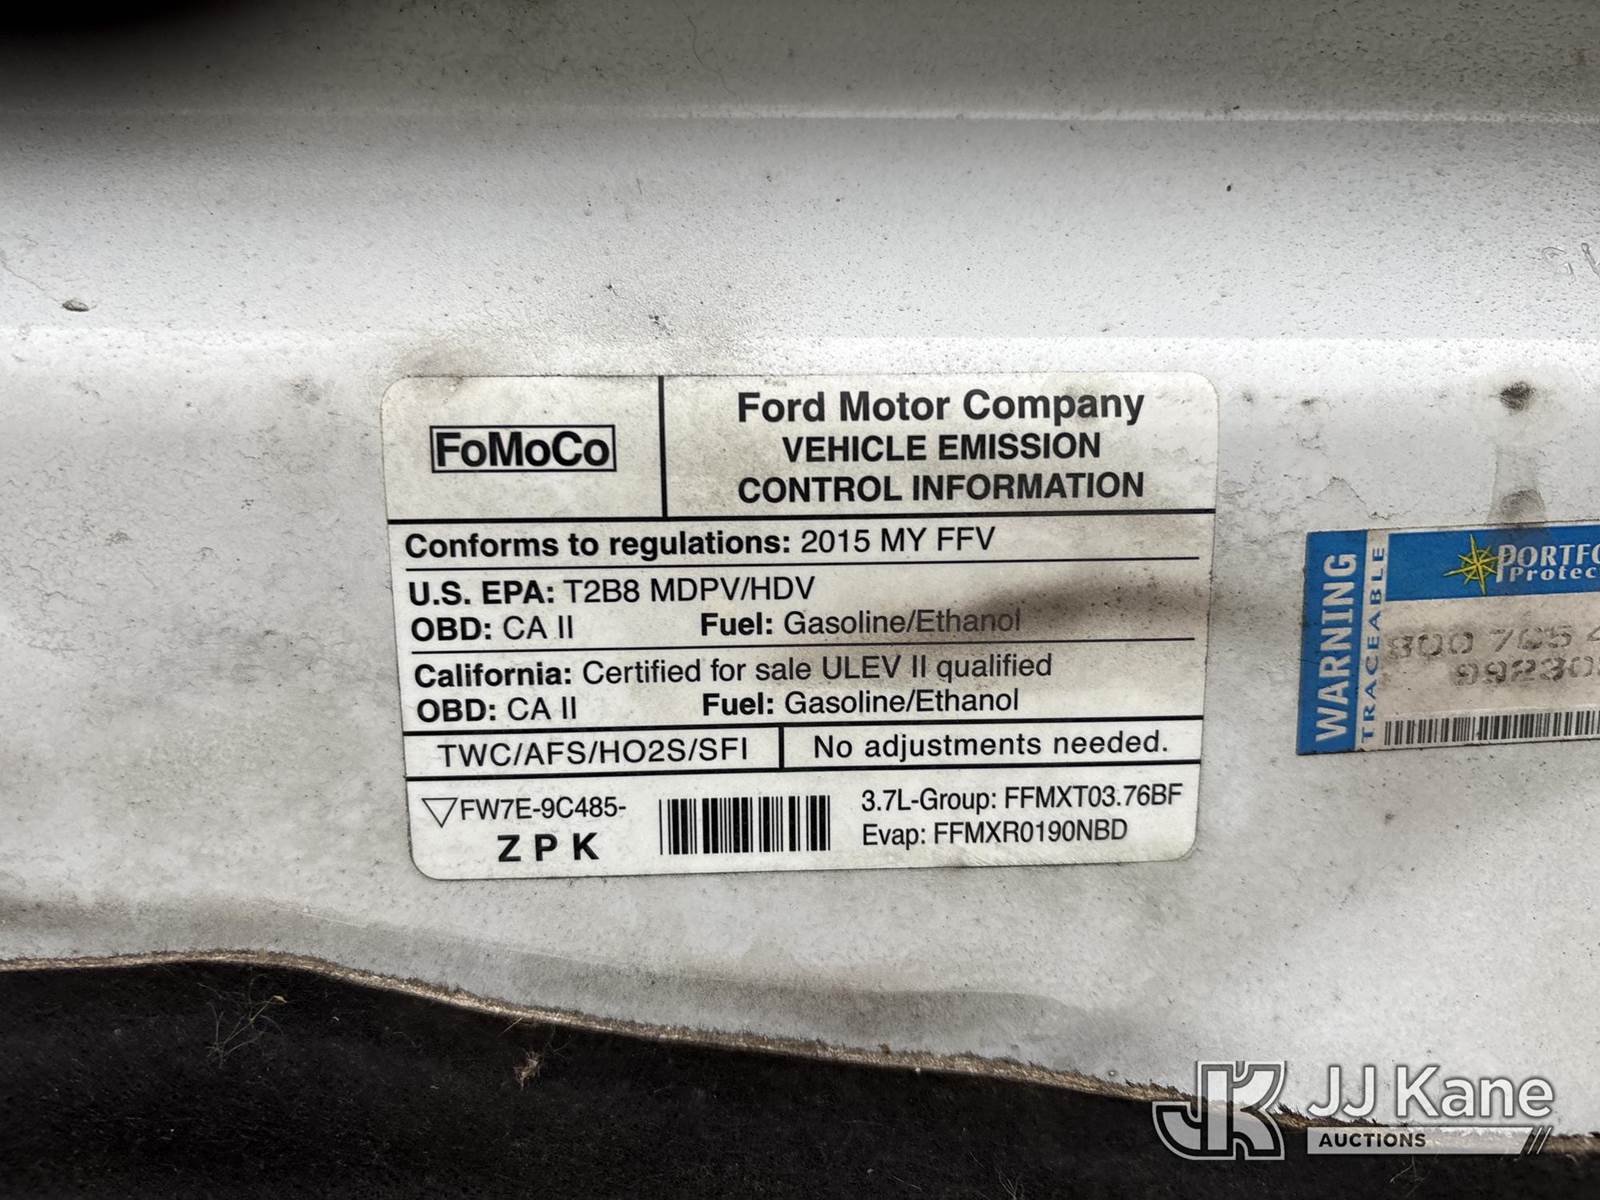 FoMoCo
Ford Motor Company
VEHICLE EMISSION
CONTROL INFORMATION
Conforms to regulations: 2015 MY FFV
U.S. EPA: T2B8 MDPV/HDV
OBD: CA II Fuel: Gasoline/Ethanol
California: Certified for sale ULEV II qualified
OBD: CA II Fuel: Gasoline/Ethanol
TWC/AFS/HO2S/SFI No adjustments needed.
FW7E-9C485-
ZPK
3.7L-Group: FFMXT03.76BF
Evap: FFMXR0190NBD
WARNING
TRACEABLE
JK JJ Kane
AUCTIONS